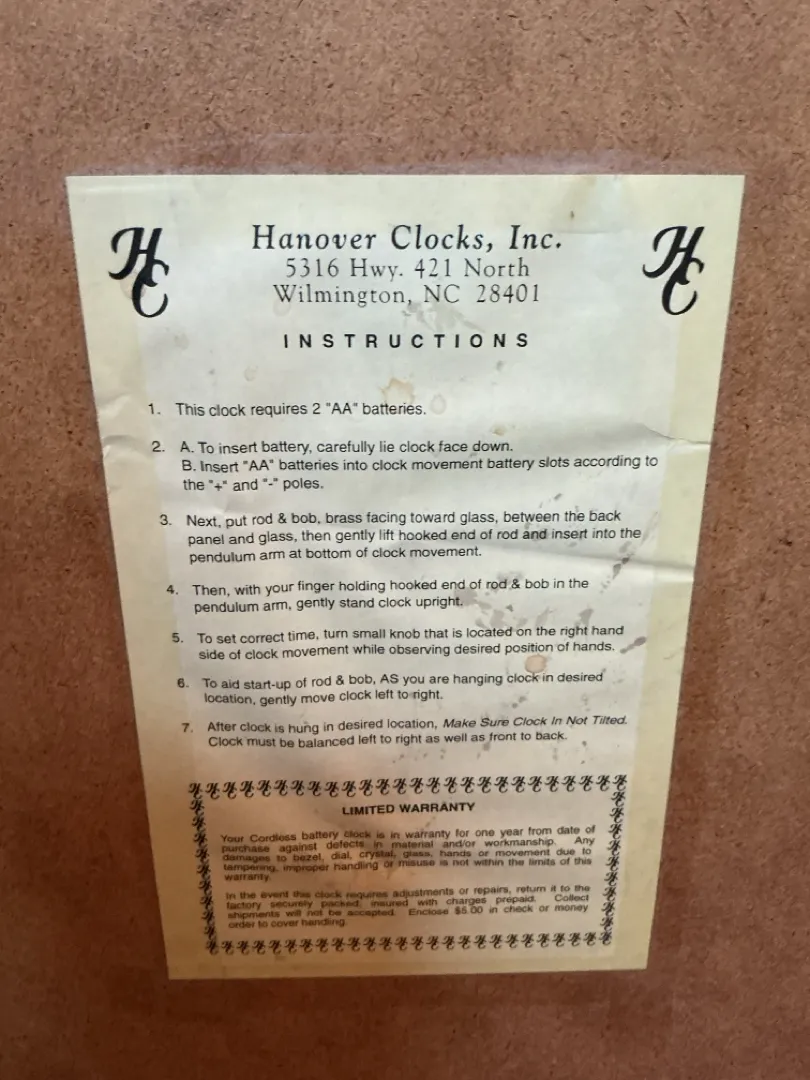 HC HC
Hanover Clocks, Inc.
5316 Hwy. 421 North
Wilmington, NC 28401
INSTRUCTIONS
1. This clock requires 2 "AA" batteries.
2. A. To insert battery, carefully lie clock face down.
B. Insert "AA" batteries into clock movement battery slots according to
the "+" and "-" poles.
3. Next, put rod & bob, brass facing toward glass, between the back
panel and glass, then gently lift hooked end of rod and insert into the
pendulum arm at bottom of clock movement.
4. Then, with your finger holding hooked end of rod & bob in the
pendulum arm, gently stand clock upright.
5. To set correct time, turn small knob that is located on the right hand
side of clock movement while observing desired position of hands.
6. To aid start-up of rod & bob, AS you are hanging clock in desired
location, gently move clock left to right.
7. After clock is hung in desired location, Make Sure Clock In Not Tilted.
Clock must be balanced left to right as well as front to back.
LIMITED WARRANTY
Your Cordless battery clock is in warranty for one year from date of
purchase against defects in material and/or workmanship. Any
damages to bezel, dial, crystal, glass, hands or movement due to
tampering, improper handling or misuse is not within the limits of this
warranty.
In the event this clock requires adjustments or repairs, return it to the
factory securely packed, insured with charges prepaid. Collect
shipments will not be accepted. Enclose $5.00 in check or money
order to cover handling.